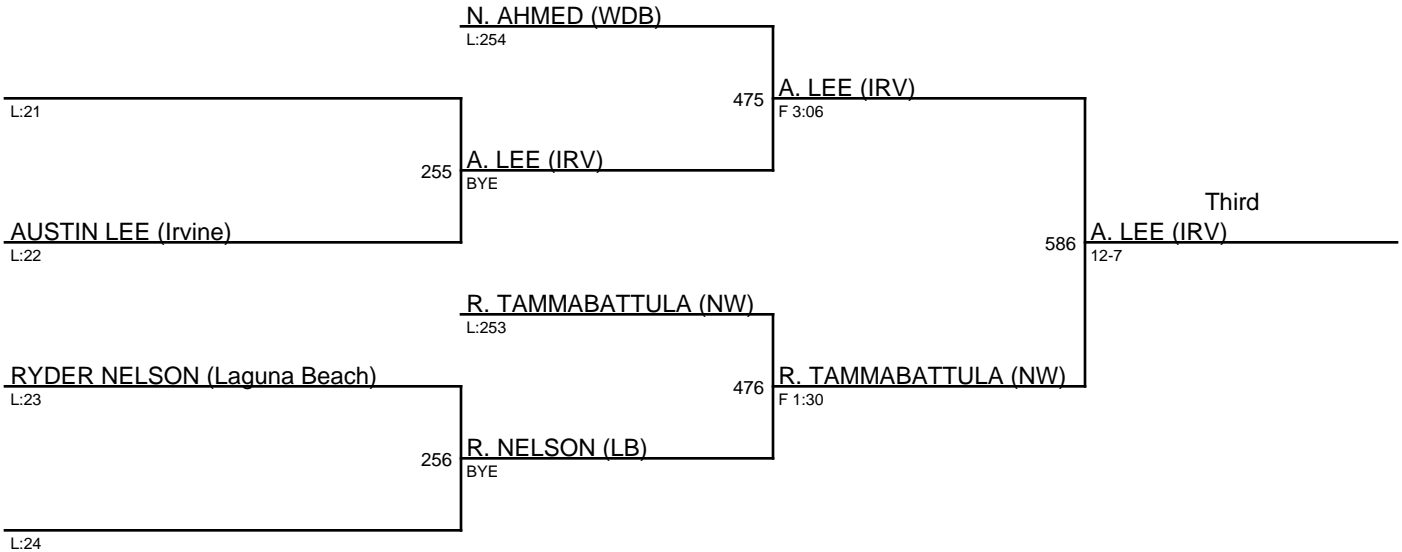 N. AHMED (WDB)
L:254
L:21
475
A. LEE (IRV)
F 3:06
255
A. LEE (IRV)
BYE
AUSTIN LEE (Irvine)
L:22
Third
586
A. LEE (IRV)
12-7
R. TAMMABATTULA (NW)
L:253
RYDER NELSON (Laguna Beach)
L:23
476
R. TAMMABATTULA (NW)
F 1:30
256
R. NELSON (LB)
BYE
L:24